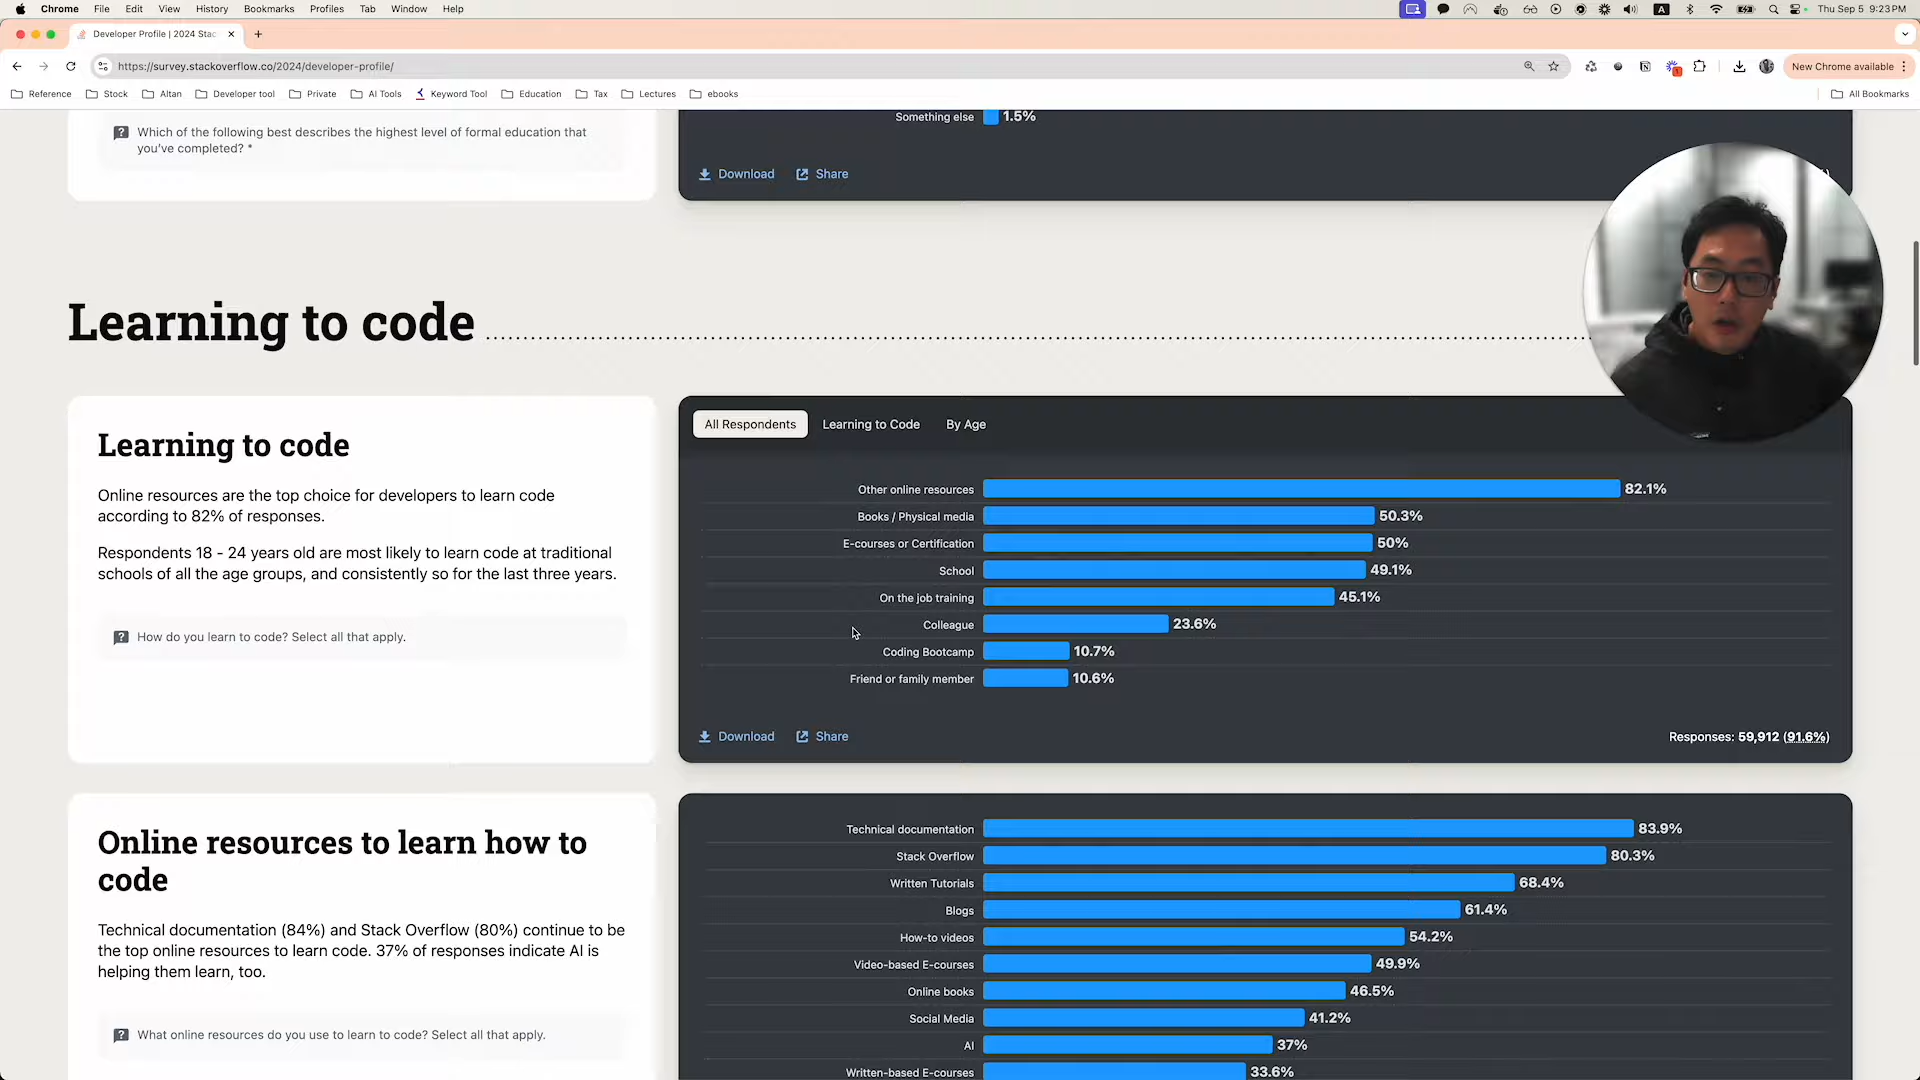 Chrome File Edit View History Bookmarks Profiles Tab Window Help
A
Thu Sep 5 9:23 PM
Developer Profile | 2024 Stac
https://survey.stackoverflow.co/2024/developer-profile/
New Chrome available
Reference Stock Altan Developer tool Private AI Tools Keyword Tool Education Tax Lectures ebooks
All Bookmarks
Which of the following best describes the highest level of formal education that
you've completed? *
Something else 1.5%
Download Share
Learning to code
Learning to code
Online resources are the top choice for developers to learn code
according to 82% of responses.
Respondents 18 - 24 years old are most likely to learn code at traditional
schools of all the age groups, and consistently so for the last three years.
How do you learn to code? Select all that apply.
All Respondents Learning to Code By Age
Other online resources 82.1%
Books / Physical media 50.3%
E-courses or Certification 50%
School 49.1%
On the job training 45.1%
Colleague 23.6%
Coding Bootcamp 10.7%
Friend or family member 10.6%
Download Share
Responses: 59,912 (91.6%)
Online resources to learn how to
code
Technical documentation (84%) and Stack Overflow (80%) continue to
be the top online resources to learn code. 37% of responses indicate AI is
helping them learn, too.
What online resources do you use to learn to code? Select all that apply.
Technical documentation 83.9%
Stack Overflow 80.3%
Written Tutorials 68.4%
Blogs 61.4%
How-to videos 54.2%
Video-based E-courses 49.9%
Online books 46.5%
Social Media 41.2%
AI 37%
Written-based E-courses 33.6%